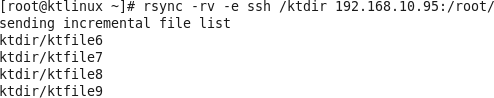 [root@ktlinux ~]# rsync -rv -e ssh /ktdir 192.168.10.95:/root/
sending incremental file list
ktdir/ktfile6
ktdir/ktfile7
ktdir/ktfile8
ktdir/ktfile9